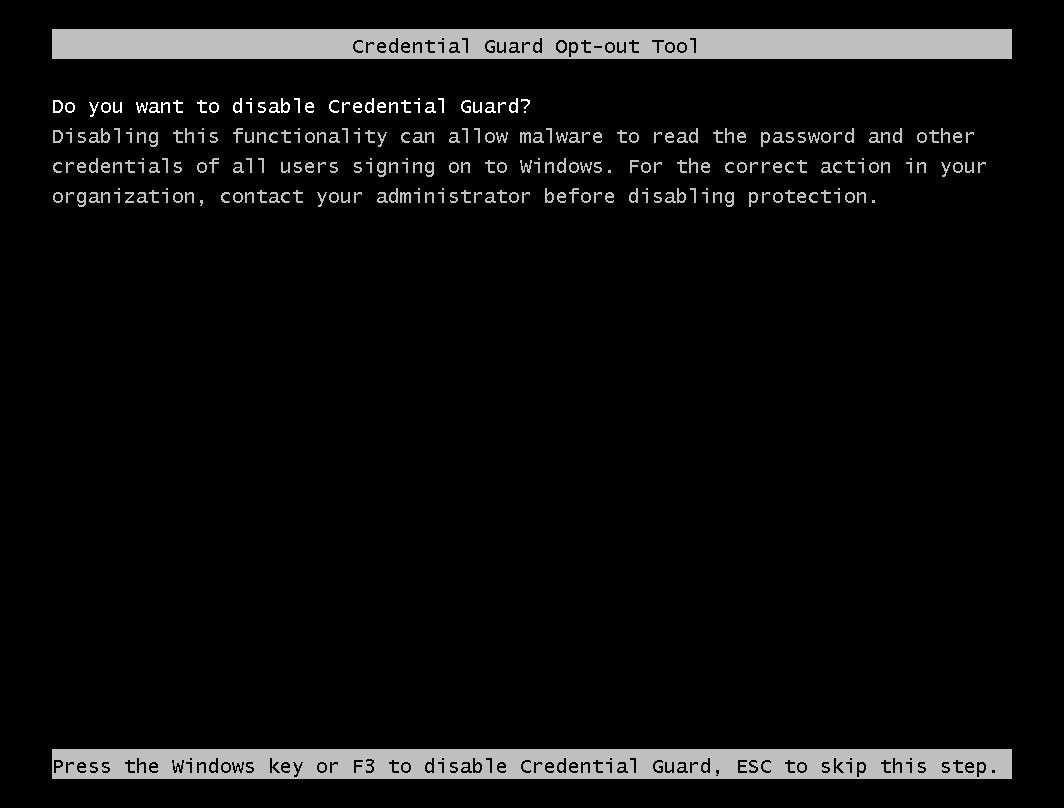 Credential Guard Opt-out Tool
Do you want to disable Credential Guard?
Disabling this functionality can allow malware to read the password and other
credentials of all users signing on to Windows. For the correct action in your
organization, contact your administrator before disabling protection.
Press the Windows key or F3 to disable Credential Guard, ESC to skip this step.